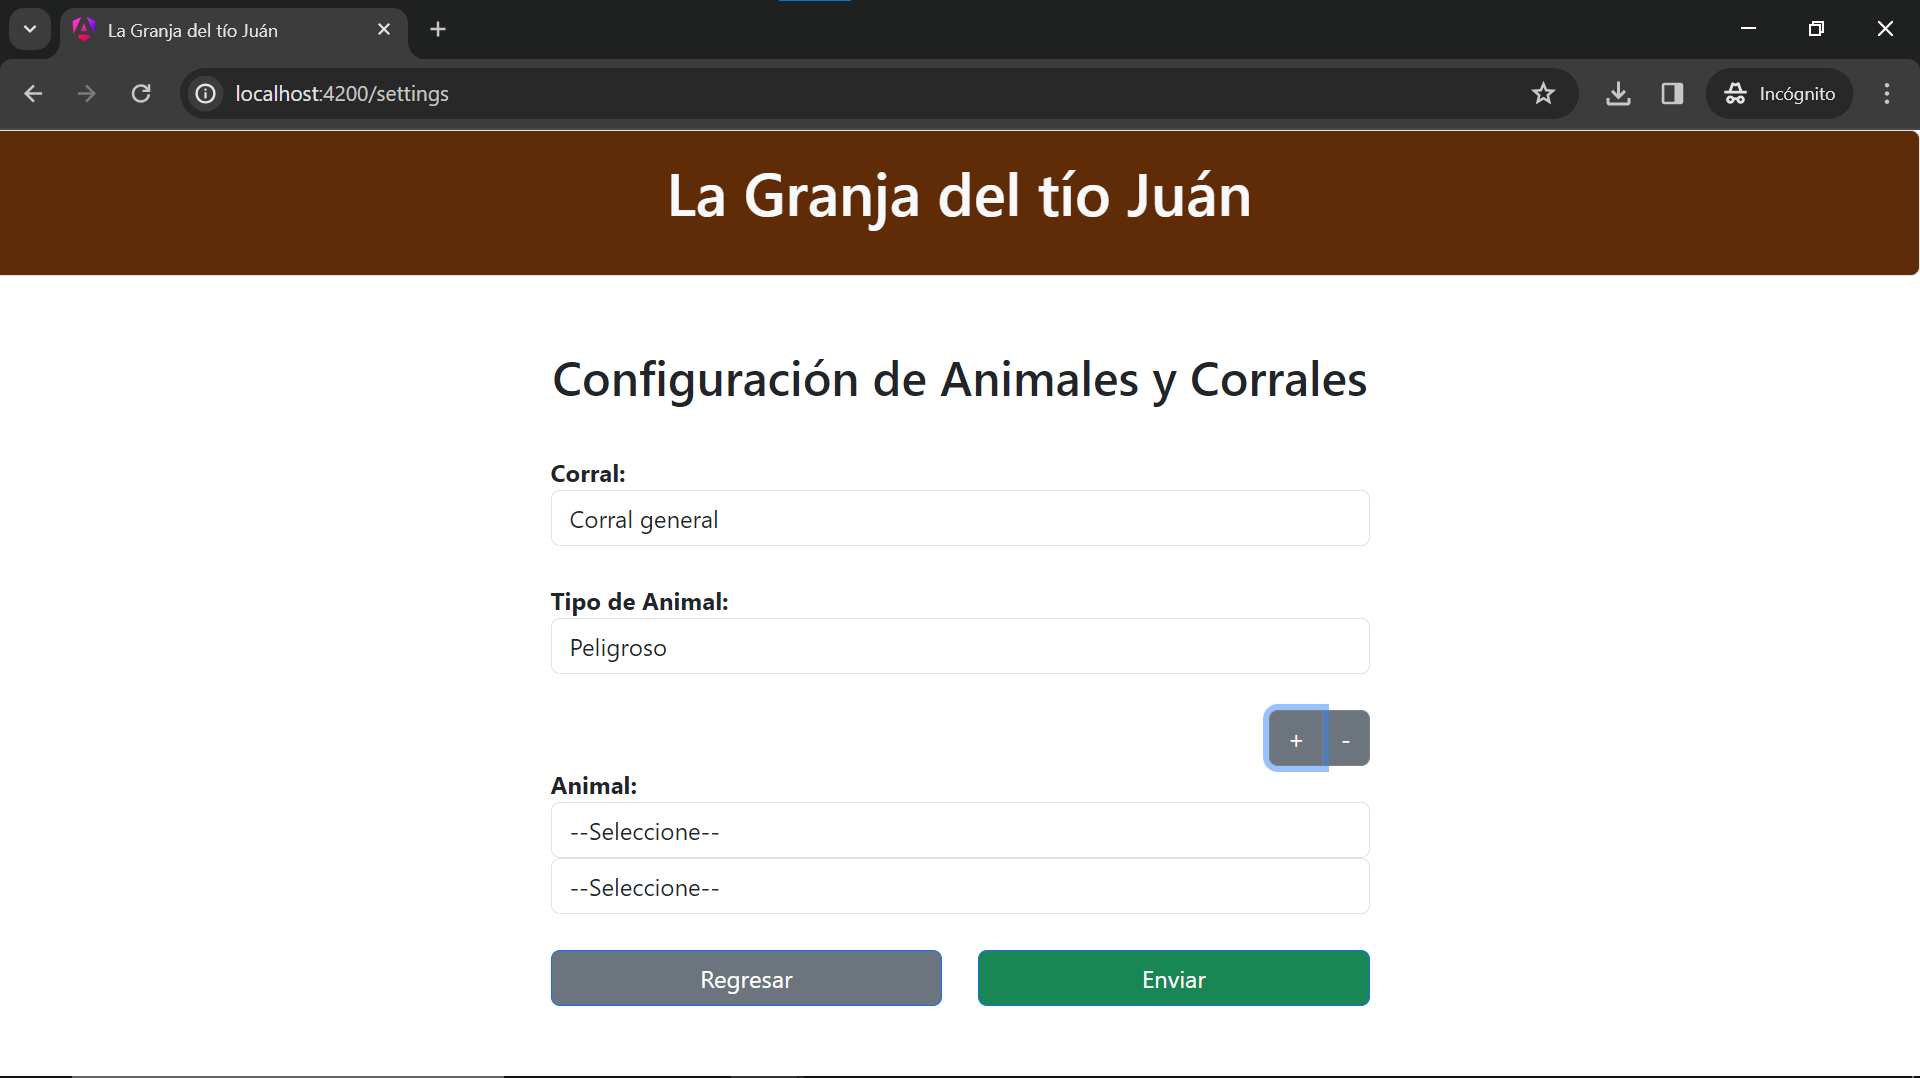 La Granja del tío Juán
localhost:4200/settings
Incógnito
La Granja del tío Juán
Configuración de Animales y Corrales
Corral:
Corral general
Tipo de Animal:
Peligroso
+ -
Animal:
--Seleccione--
--Seleccione--
Regresar Enviar